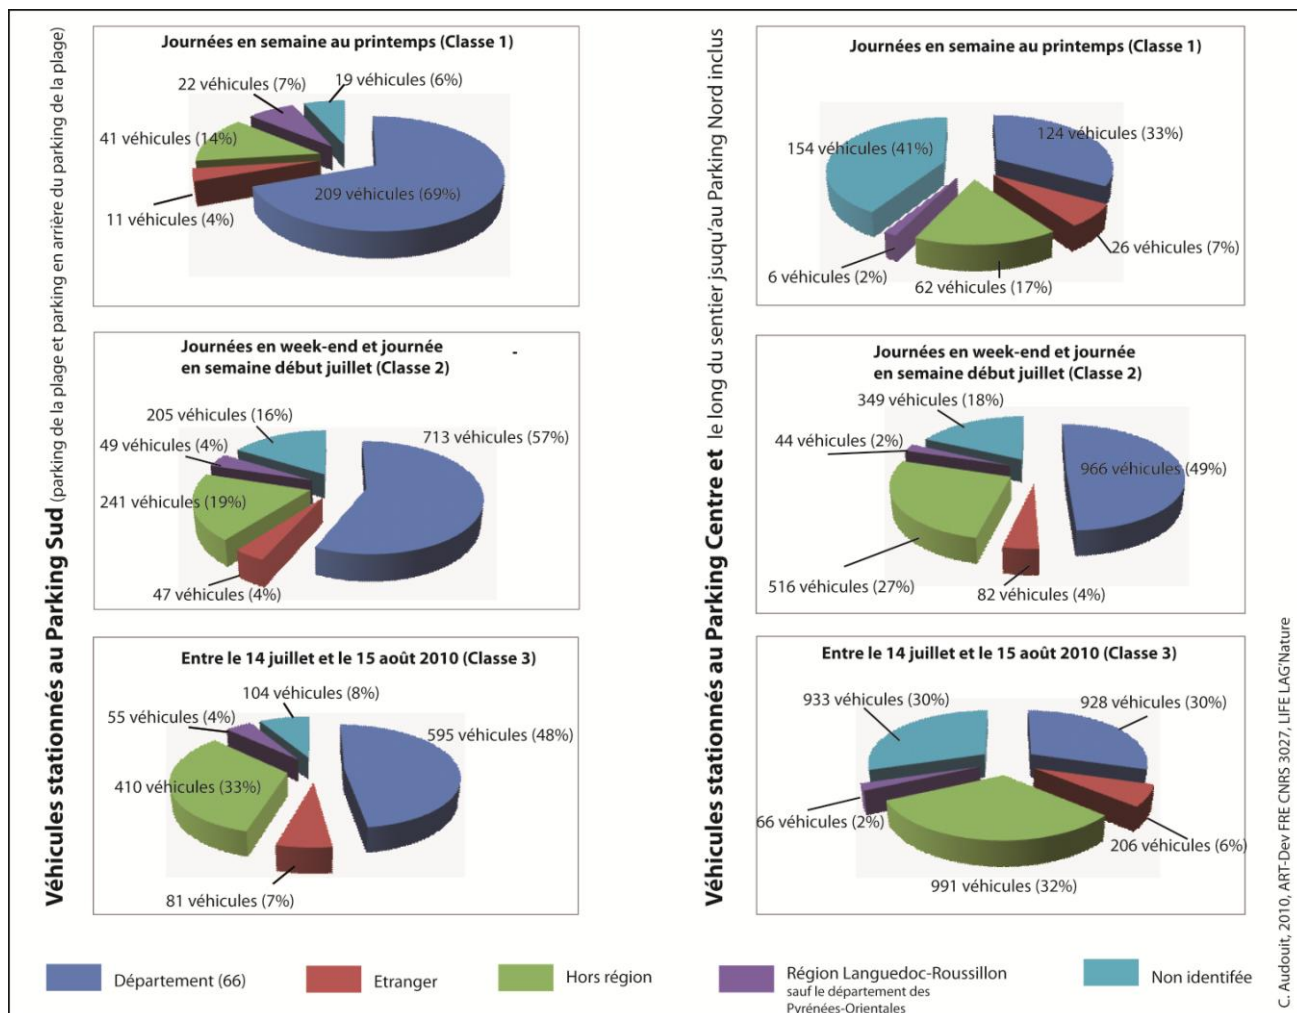 Véhicules stationnés au Parking Sud (parking de la plage et parking en arrière du parking de la plage)
Journées en semaine au printemps (Classe 1)
22 véhicules (7%)
19 véhicules (6%)
41 véhicules (14%)
209 véhicules (69%)
11 véhicules (4%)
Journées en week-end et journée
en semaine début juillet (Classe 2)
-
205 véhicules (16%)
713 véhicules (57%)
49 véhicules (4%)
241 véhicules (19%)
47 véhicules (4%)
Entre le 14 juillet et le 15 août 2010 (Classe 3)
104 véhicules (8%)
55 véhicules (4%)
595 véhicules (48%)
410 véhicules (33%)
81 véhicules (7%)
Véhicules stationnés au Parking Centre et le long du sentier jsuqu'au Parking Nord inclus
Journées en semaine au printemps (Classe 1)
124 véhicules (33%)
154 véhicules (41%)
26 véhicules (7%)
6 véhicules (2%)
62 véhicules (17%)
Journées en week-end et journée
en semaine début juillet (Classe 2)
349 véhicules (18%)
44 véhicules (2%)
966 véhicules (49%)
516 véhicules (27%)
82 véhicules (4%)
Entre le 14 juillet et le 15 août 2010 (Classe 3)
933 véhicules (30%)
928 véhicules (30%)
66 véhicules (2%)
206 véhicules (6%)
991 véhicules (32%)
Département (66)
Etranger
Hors région
Région Languedoc-Roussillon
sauf le département des
Pyrénées-Orientales
Non identifée
C. Audouit, 2010, ART-Dev FRE CNRS 3027, LIFE LAG'Nature